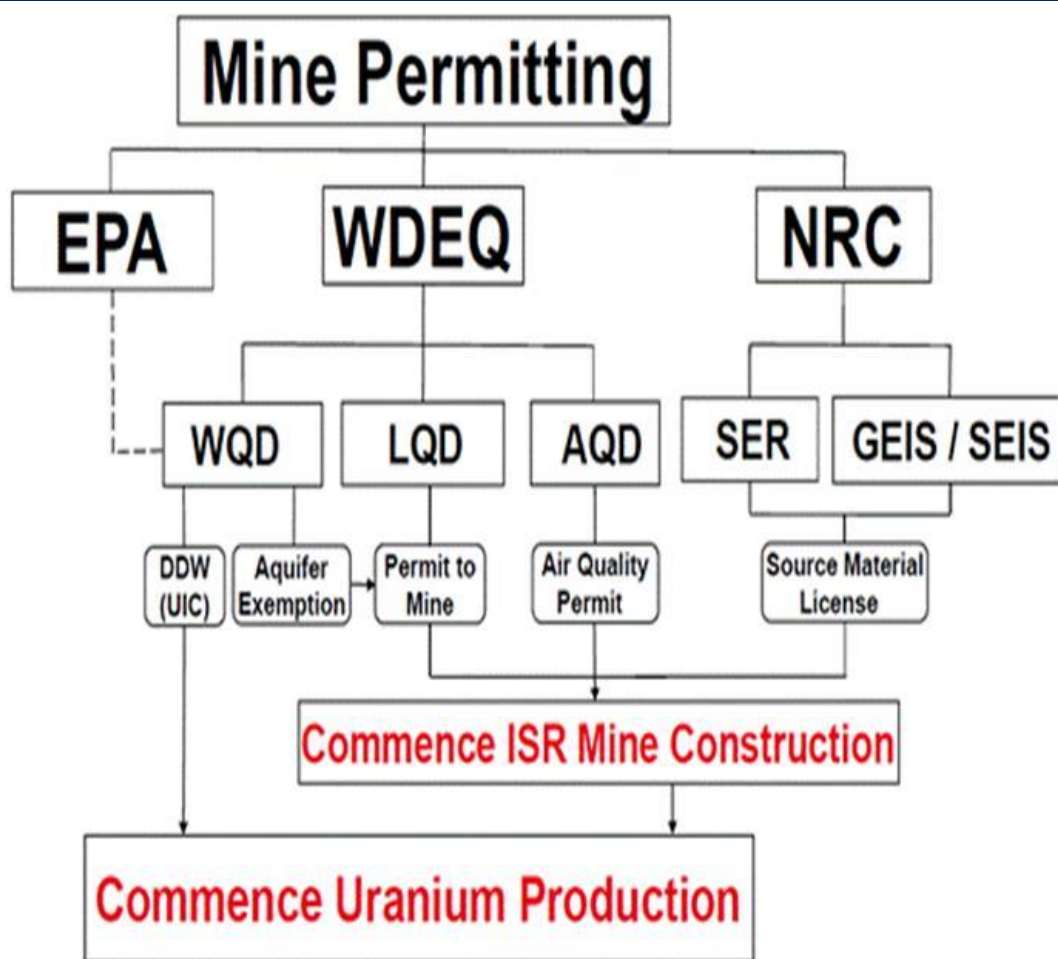 Mine Permitting
EPA
WDEQ
NRC
WQD
LQD
AQD
SER
GEIS / SEIS
DDW
(UIC)
Aquifer
Exemption
Permit to
Mine
Air Quality
Permit
Source Material
License
Commence ISR Mine Construction
Commence Uranium Production